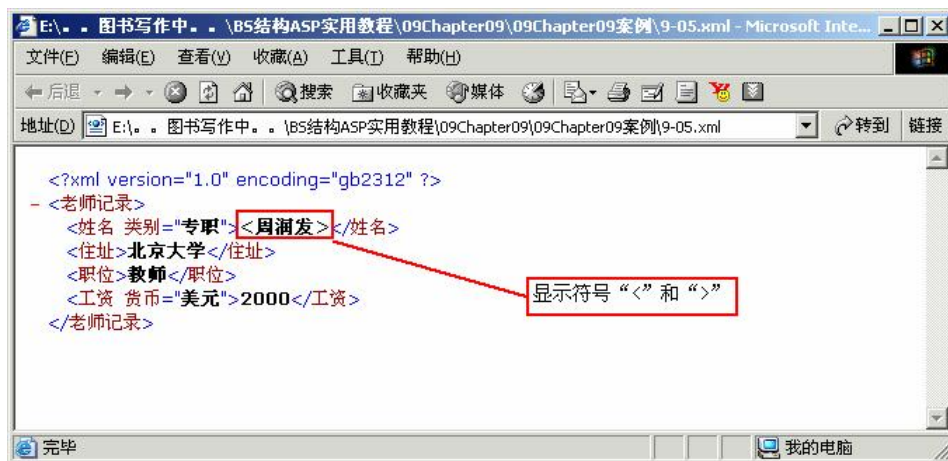 E:\。。图书写作中。。\BS结构ASP实用教程\09Chapter09\09Chapter09案例\9-05.xml - Microsoft Inte...
文件(F) 编辑(E) 查看(V) 收藏(A) 工具(T) 帮助(H)
后退 搜索 收藏夹 媒体
地址(D) E:\。。图书写作中。。\BS结构ASP实用教程\09Chapter09\09Chapter09案例\9-05.xml 转到 链接
<?xml version="1.0" encoding="gb2312" ?>
- <老师记录>
<姓名 类别="专职"><周润发></姓名>
<住址>北京大学</住址>
<职位>教师</职位>
<工资 货币="美元">2000</工资>
</老师记录>
显示符号“<”和“>”
完毕 我的电脑